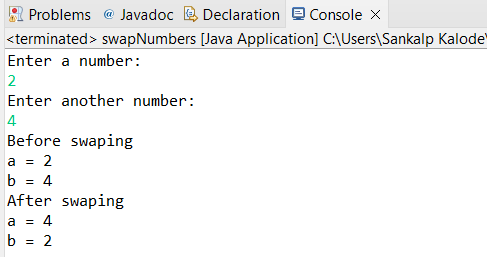 Problems @ Javadoc Declaration Console
<terminated> swapNumbers [Java Application] C:\Users\Sankalp Kalode\
Enter a number:
2
Enter another number:
4
Before swaping
a = 2
b = 4
After swaping
a = 4
b = 2